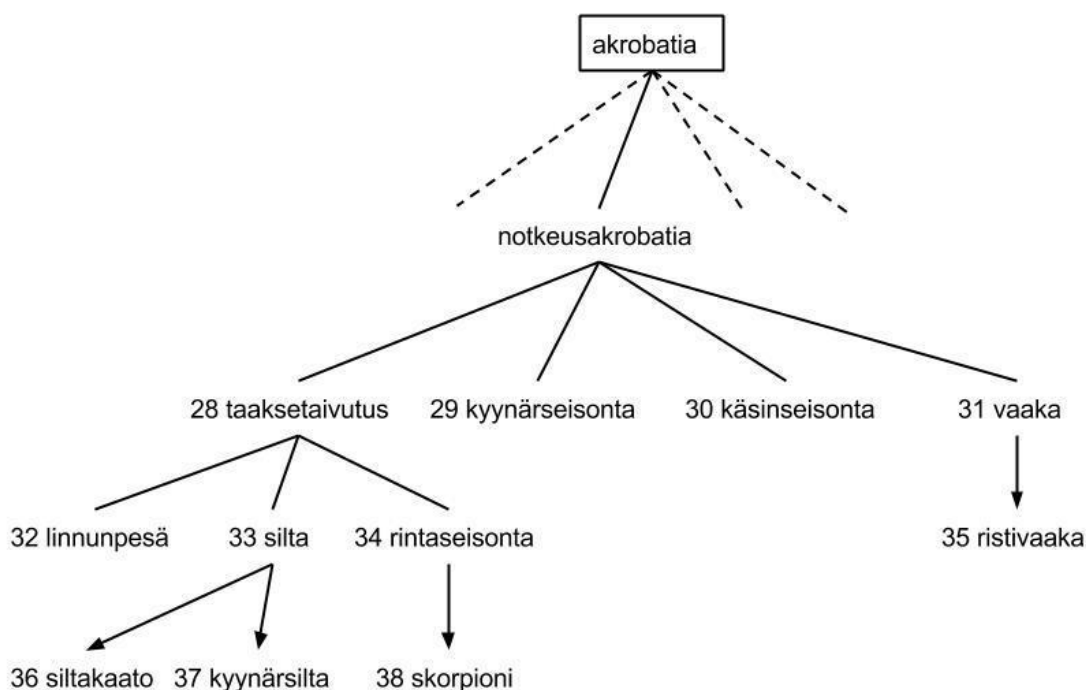 akrobatia
notkeusakrobatia
28 taaksetaivutus 29 kyynärseisonta 30 käsinseisonta 31 vaaka
32 linnunpesä 33 silta 34 rintaseisonta 35 ristivaaka
36 siltakaato 37 kyynärsilta 38 skorpioni